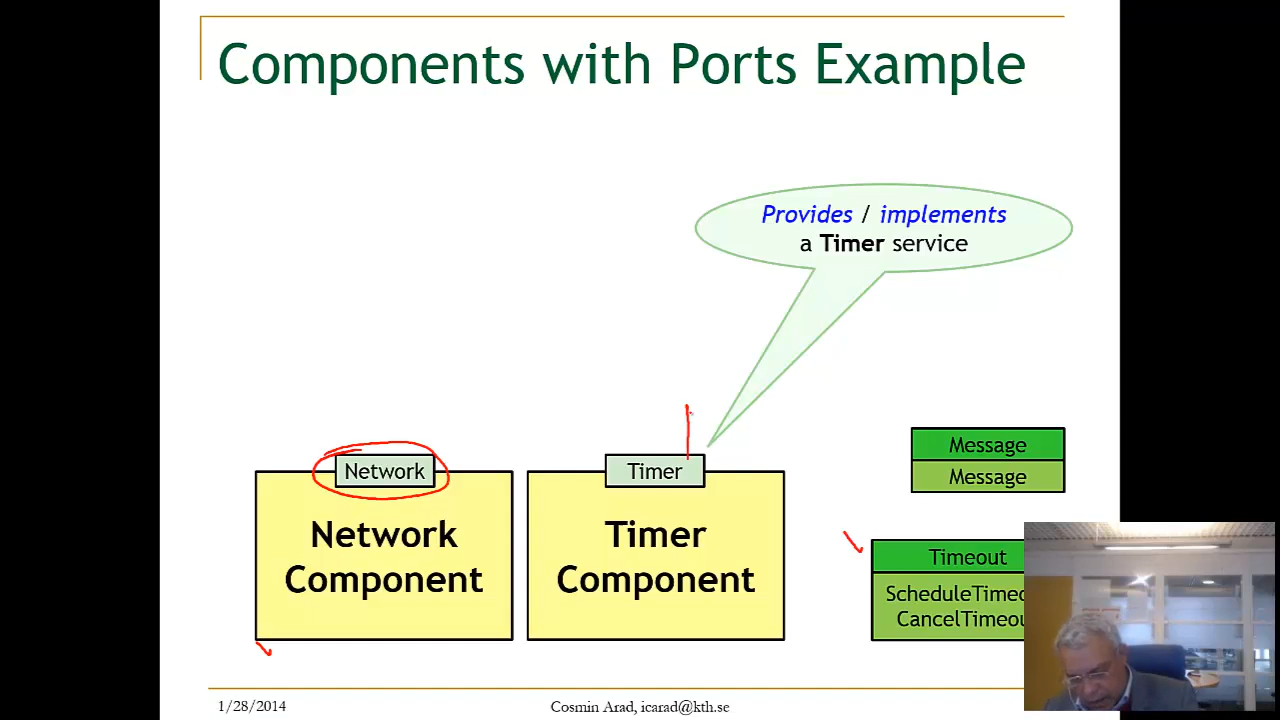 Components with Ports Example
Provides / implements
a Timer service
Message
Message
Network
Timer
Network
Component
Timer
Component
Timeout
ScheduleTimeo
CancelTimeou
1/28/2014
Cosmin Arad, icarad@kth.se